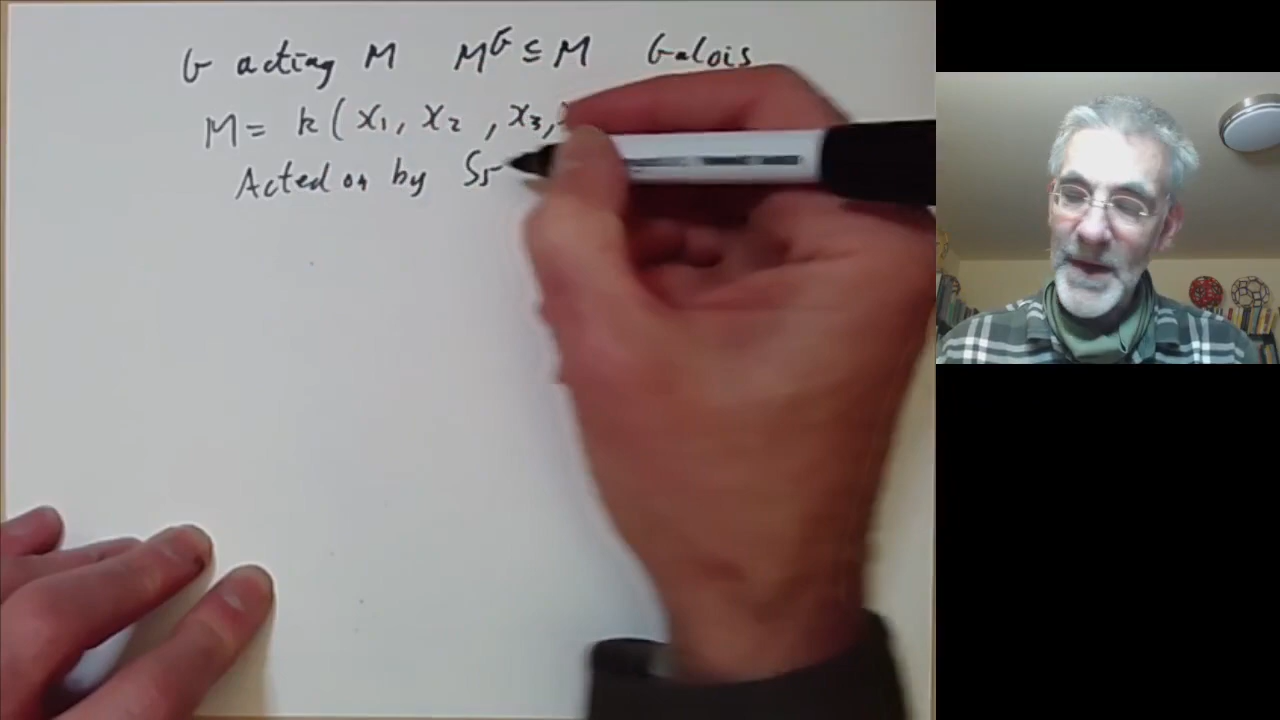 G acting M M^G ⊆ M Galois
M = k ( x₁, x₂ , x₃,
Acted on by S₅